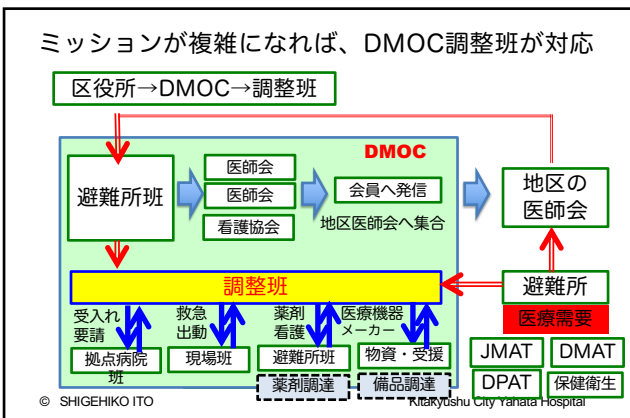 ミッションが複雑になれば、DMOC調整班が対応
区役所→DMOC→調整班
DMOC
避難所班
医師会
医師会
看護協会
会員へ発信
地区医師会へ集合
地区の
医師会
調整班
避難所
医療需要
受入れ
要請
救急
出動
薬剤
看護
医療機器
メーカー
拠点病院
班
現場班
避難所班
物資・受援
薬剤調達
備品調達
JMAT
DMAT
DPAT
保健衛生
© SHIGEHIKO ITO
Kitakyushu City Yahata Hospital